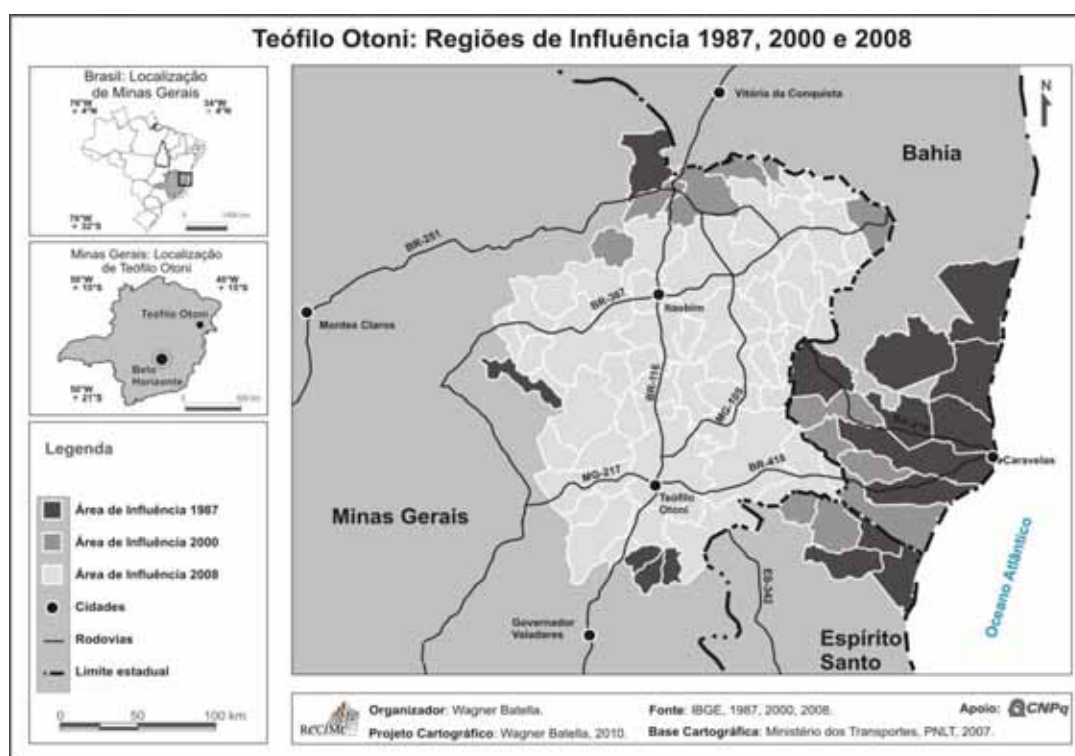 Teófilo Otoni: Regiões de Influência 1987, 2000 e 2008
Brasil: Localização
de Minas Gerais
Minas Gerais: Localização
de Teófilo Otoni
Teófilo Otoni
Belo
Horizonte
Legenda
Área de Influência 1987
Área de Influência 2000
Área de Influência 2008
Cidades
Rodovias
Limite estadual
0 50 100 km
N
Vitória da Conquista
Bahia
BR-251
Montes Claros
BR-367
Itaobim
BR-116
MG-105
MG-217
BR-418
Teófilo
Otoni
Caravelas
Minas Gerais
Governador
Valadares
Espírito
Santo
Oceano Atlântico
Organizador: Wagner Batella.
Projeto Cartográfico: Wagner Batella, 2010.
Fonte: IBGE, 1987, 2000, 2008.
Base Cartográfica: Ministério dos Transportes, PNLT, 2007.
Apoio: CNPq